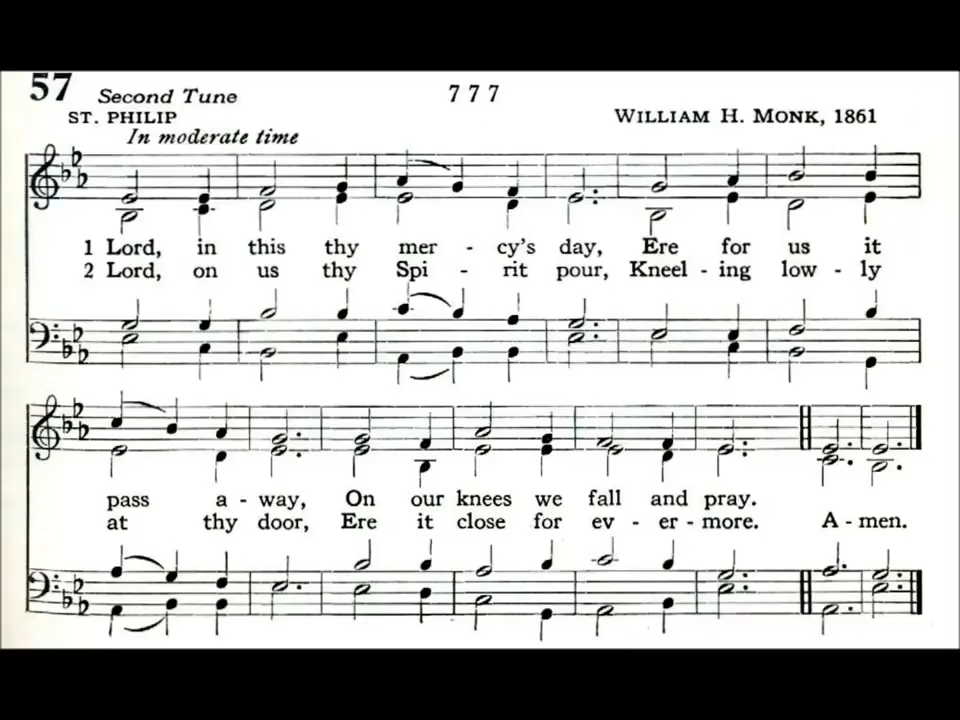 57 Second Tune 7 7 7
ST. PHILIP WILLIAM H. MONK, 1861
In moderate time
1 Lord, in this thy mer - cy's day, Ere for us it
2 Lord, on us thy Spi - rit pour, Kneel - ing low - ly
pass a - way, On our knees we fall and pray.
at thy door, Ere it close for ev - er - more. A - men.